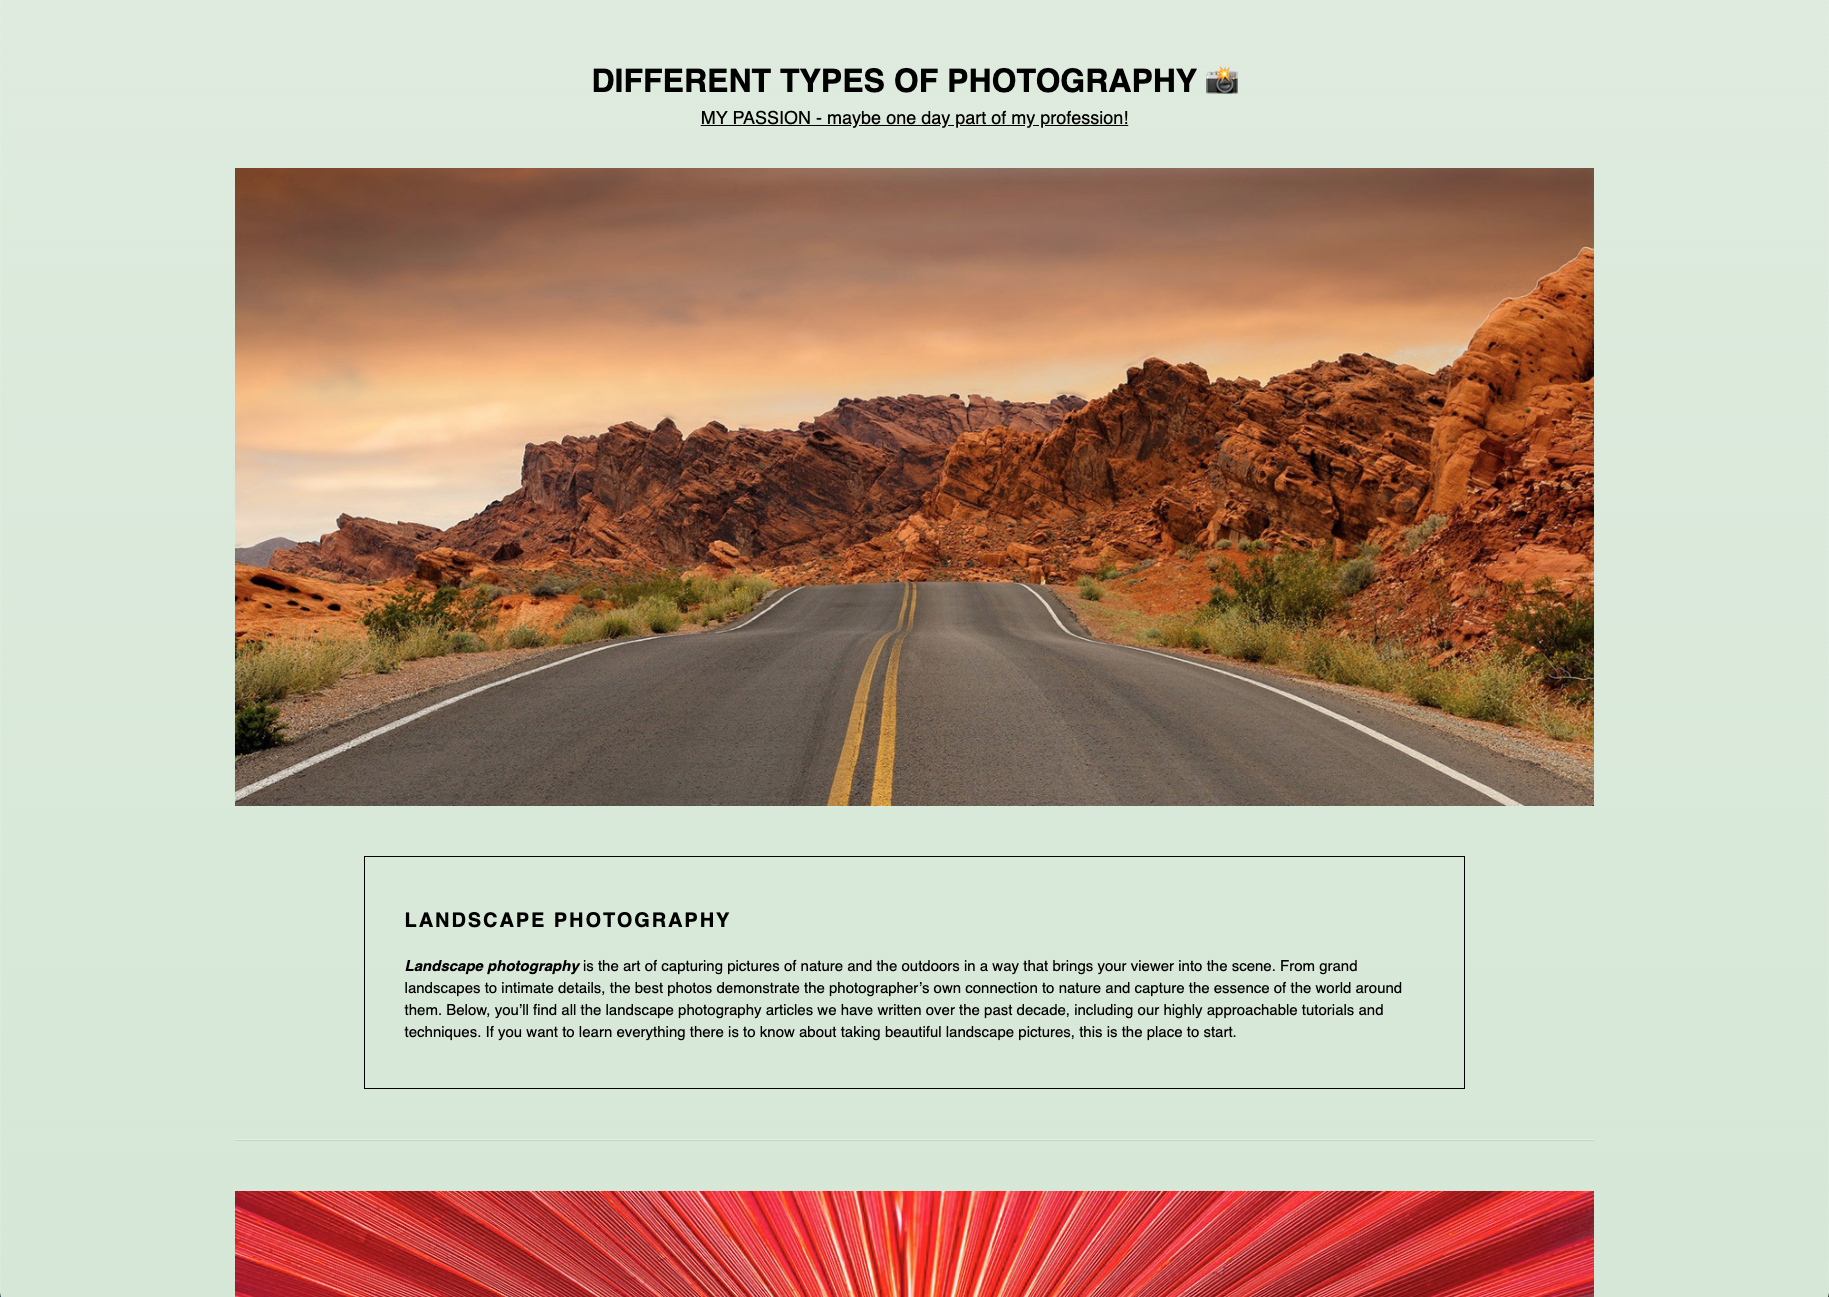 DIFFERENT TYPES OF PHOTOGRAPHY 📸
MY PASSION - maybe one day part of my profession!
LANDSCAPE PHOTOGRAPHY
Landscape photography is the art of capturing pictures of nature and the outdoors in a way that brings your viewer into the scene. From grand
landscapes to intimate details, the best photos demonstrate the photographer’s own connection to nature and capture the essence of the world around
them. Below, you’ll find all the landscape photography articles we have written over the past decade, including our highly approachable tutorials and
techniques. If you want to learn everything there is to know about taking beautiful landscape pictures, this is the place to start.